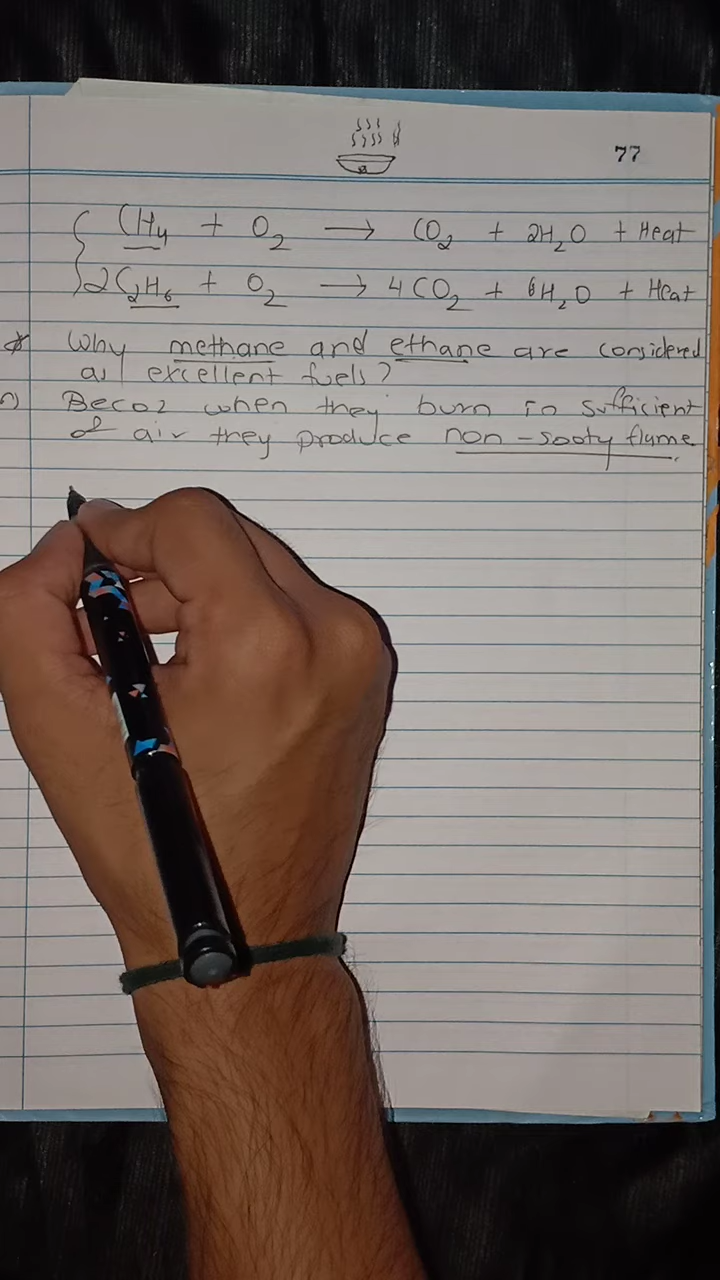 77
CH4 + O2 → CO2 + 2H2O + Heat
2C2H6 + O2 → 4CO2 + 6H2O + Heat
* Why methane and ethane are considered
as excellent fuels?
Becoz when they burn in sufficient
of air they produce non-sooty flume.